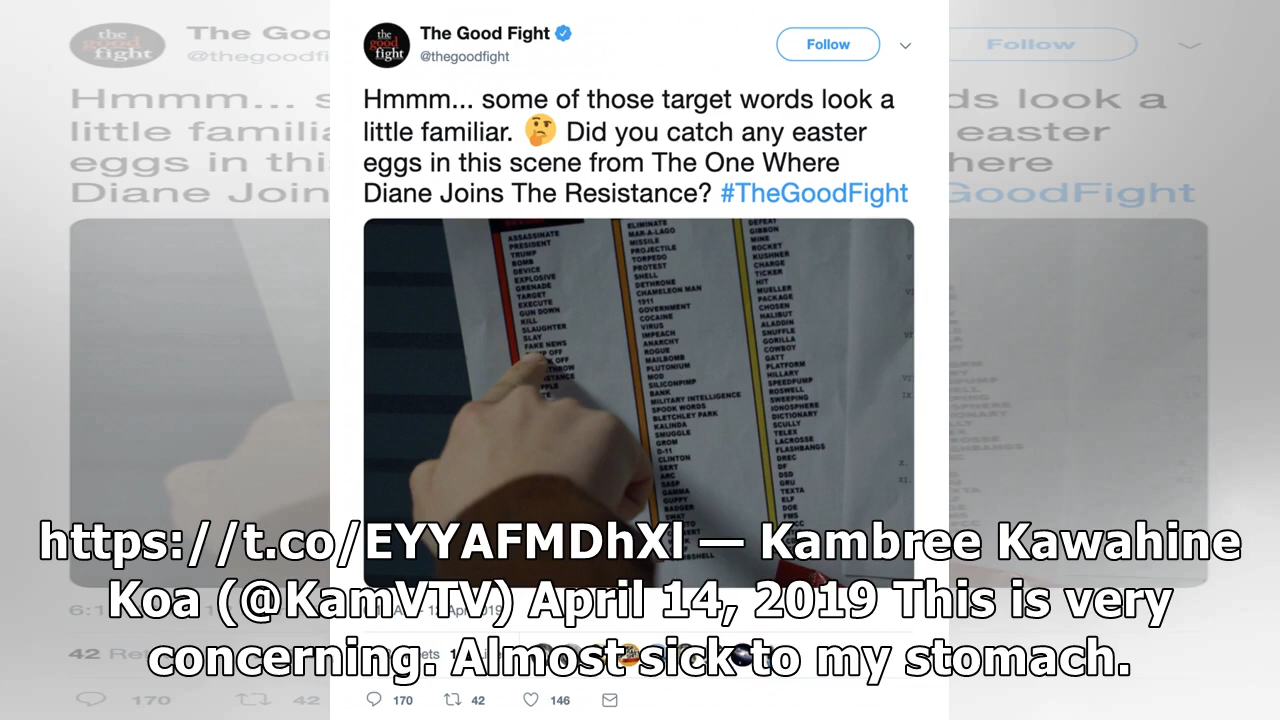 The Good Fight
@thegoodfight
Follow
Hmmm... some of those target words look a
little familiar. 🤔 Did you catch any easter
eggs in this scene from The One Where
Diane Joins The Resistance? #TheGoodFight
ASSASSINATE
PRESIDENT
TRUMP
BOMB
DEVICE
EXPLOSIVE
GRENADE
TARGET
EXECUTE
GUN DOWN
KILL
SLAUGHTER
SLAY
FAKE NEWS
OFF
OFF
ELIMINATE
MAR-A-LAGO
MISSILE
PROJECTILE
TORPEDO
PROTEST
SHELL
DETHRONE
CHAMELEON MAN
1911
GOVERNMENT
COCAINE
VIRUS
IMPEACH
ANARCHY
ROGUE
MAILBOMB
PLUTONIUM
MOD
SILICONPIMP
BANK
MILITARY INTELLIGENCE
SPOOK WORDS
BLETCHLEY PARK
KALINDA
SMUGGLE
GROM
D-11
CLINTON
SERT
ARC
SASP
GAMMA
GUPPY
BADGER
SWAT
DEFEAT
GIBBON
MINE
ROCKET
KUSHNER
CHARGE
TICKER
HIT
MUELLER
PACKAGE
CHOSEN
HALIBUT
ALADDIN
SNUFFLE
GORILLA
COWBOY
GATT
PLATFORM
HILLARY
SPEEDPUMP
ROSWELL
SWEEPING
IONOSPHERE
DICTIONARY
SCULLY
TELEX
LACROSSE
FLASHBANGS
DREC
DF
DSD
GRU
TEXTA
ELF
DOE
FMS
https://t.co/EYYAFMDhXl — Kambree Kawahine
Koa (@KamVTV) April 14, 2019 This is very
concerning. Almost sick to my stomach.
170 42 146